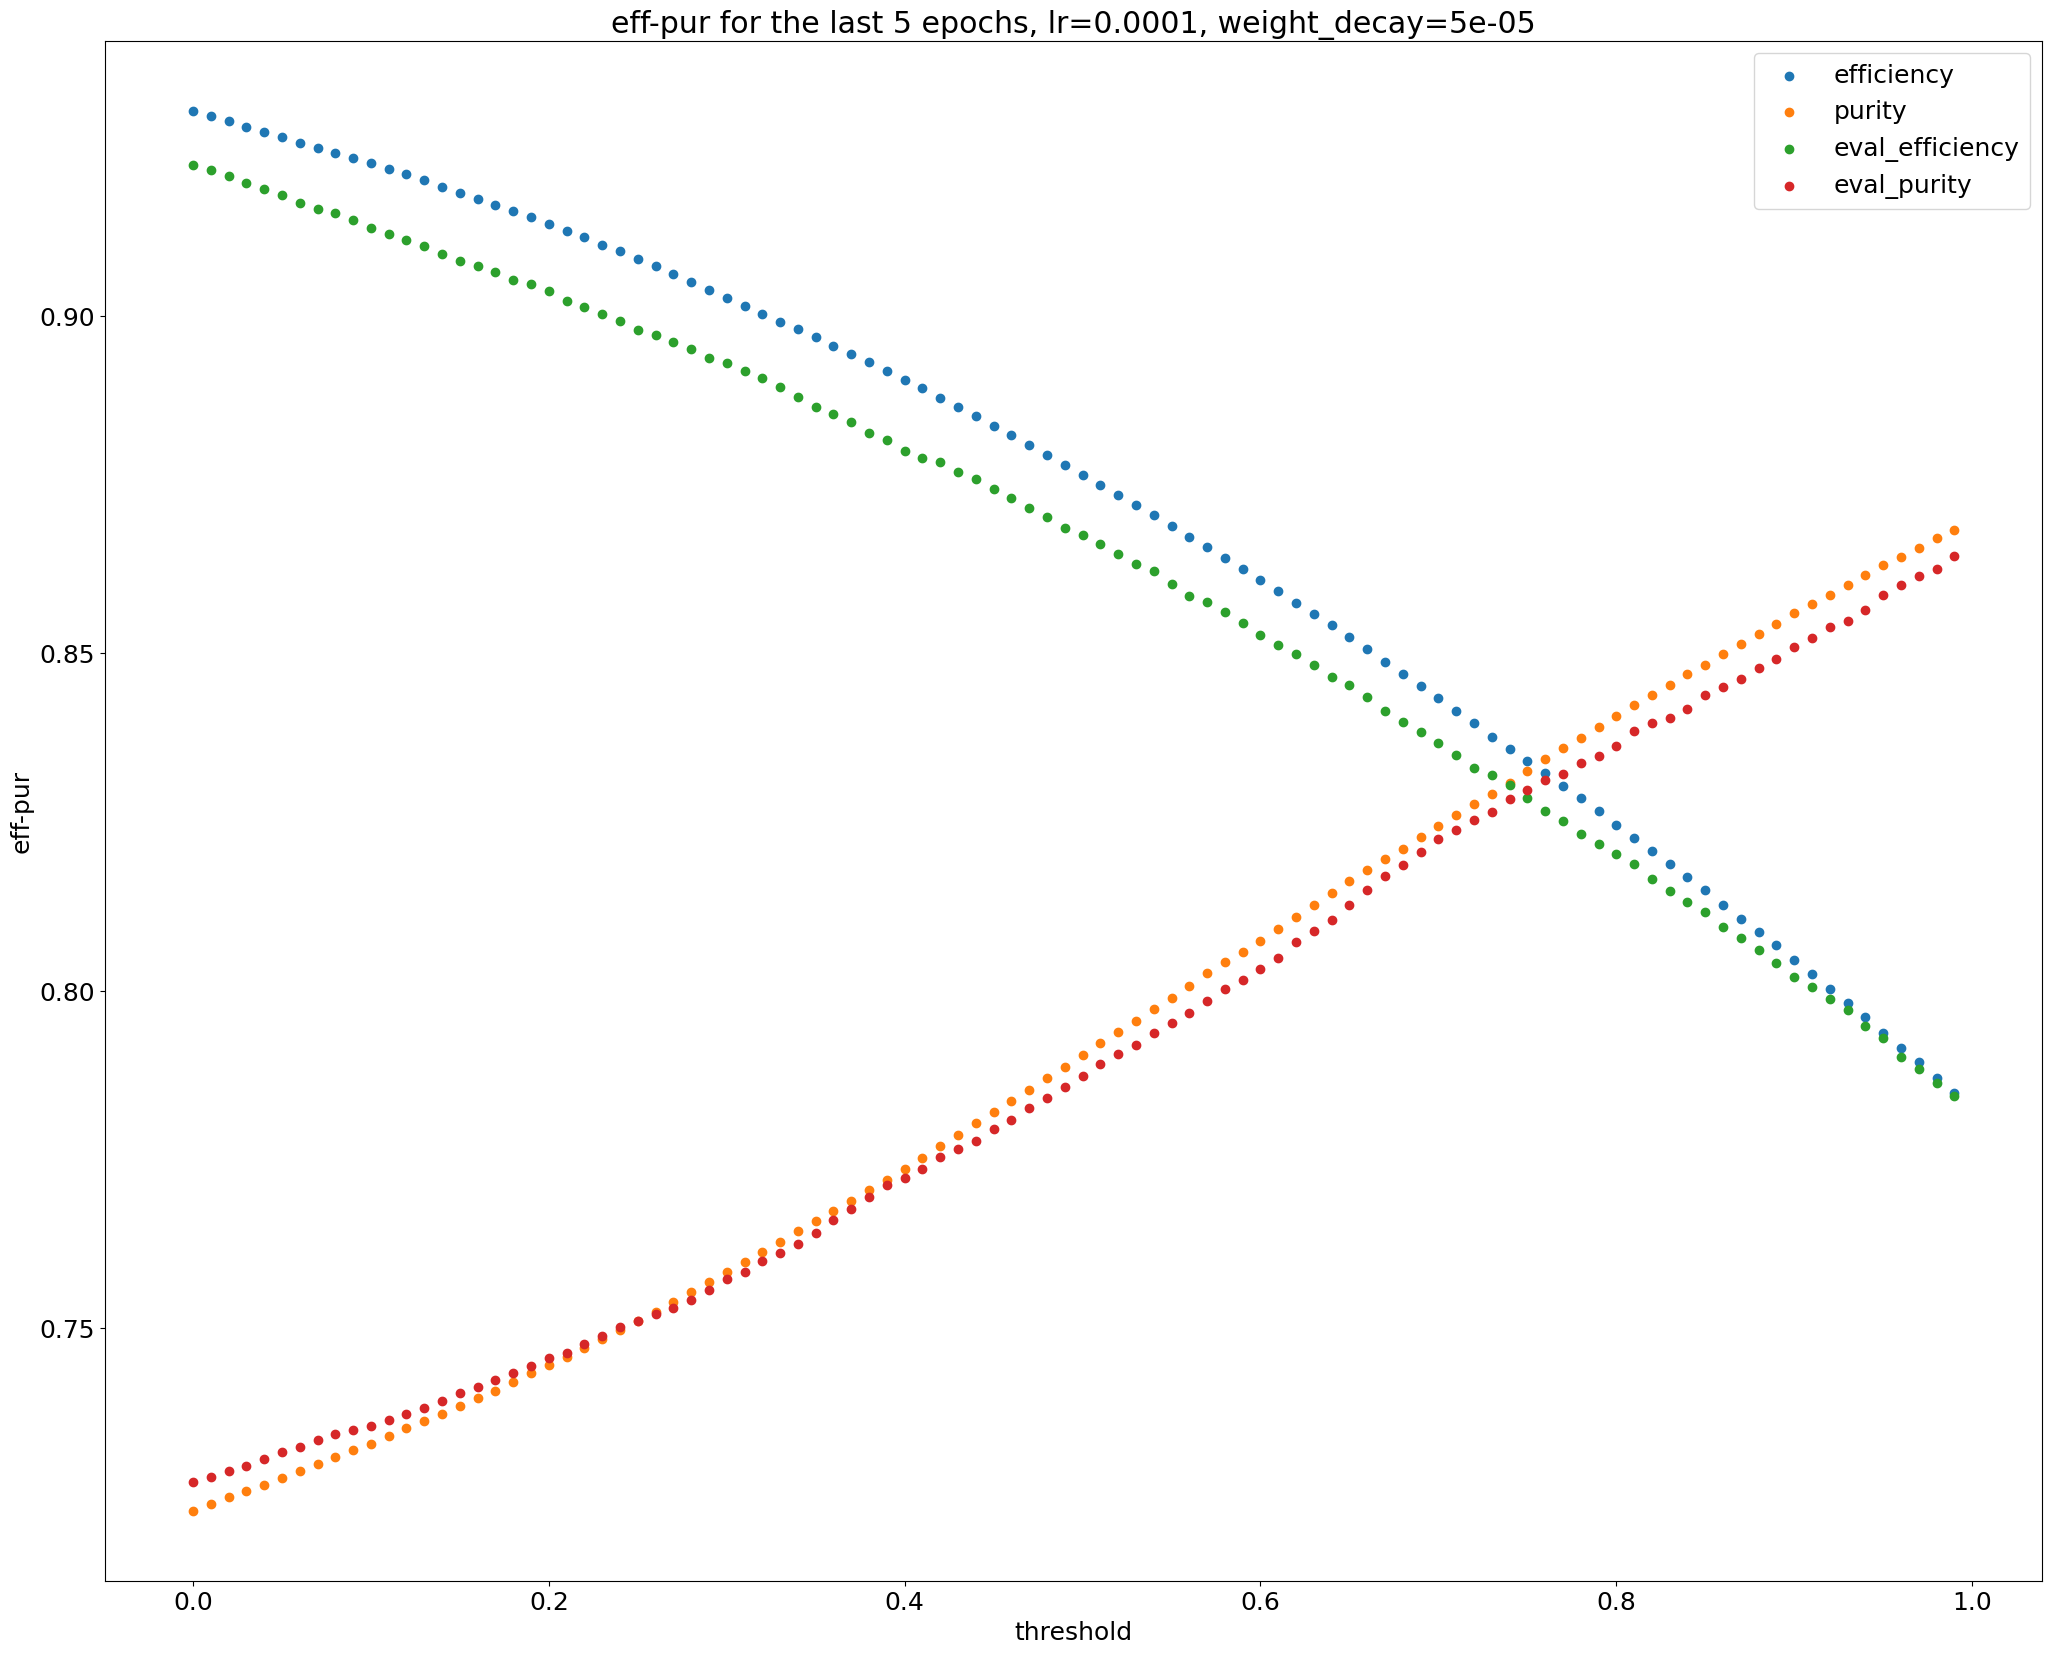 eff-pur for the last 5 epochs, lr=0.0001, weight_decay=5e-05
efficiency
purity
eval_efficiency
eval_purity
0.90
0.85
0.80
0.75
eff-pur
0.0 0.2 0.4 0.6 0.8 1.0
threshold